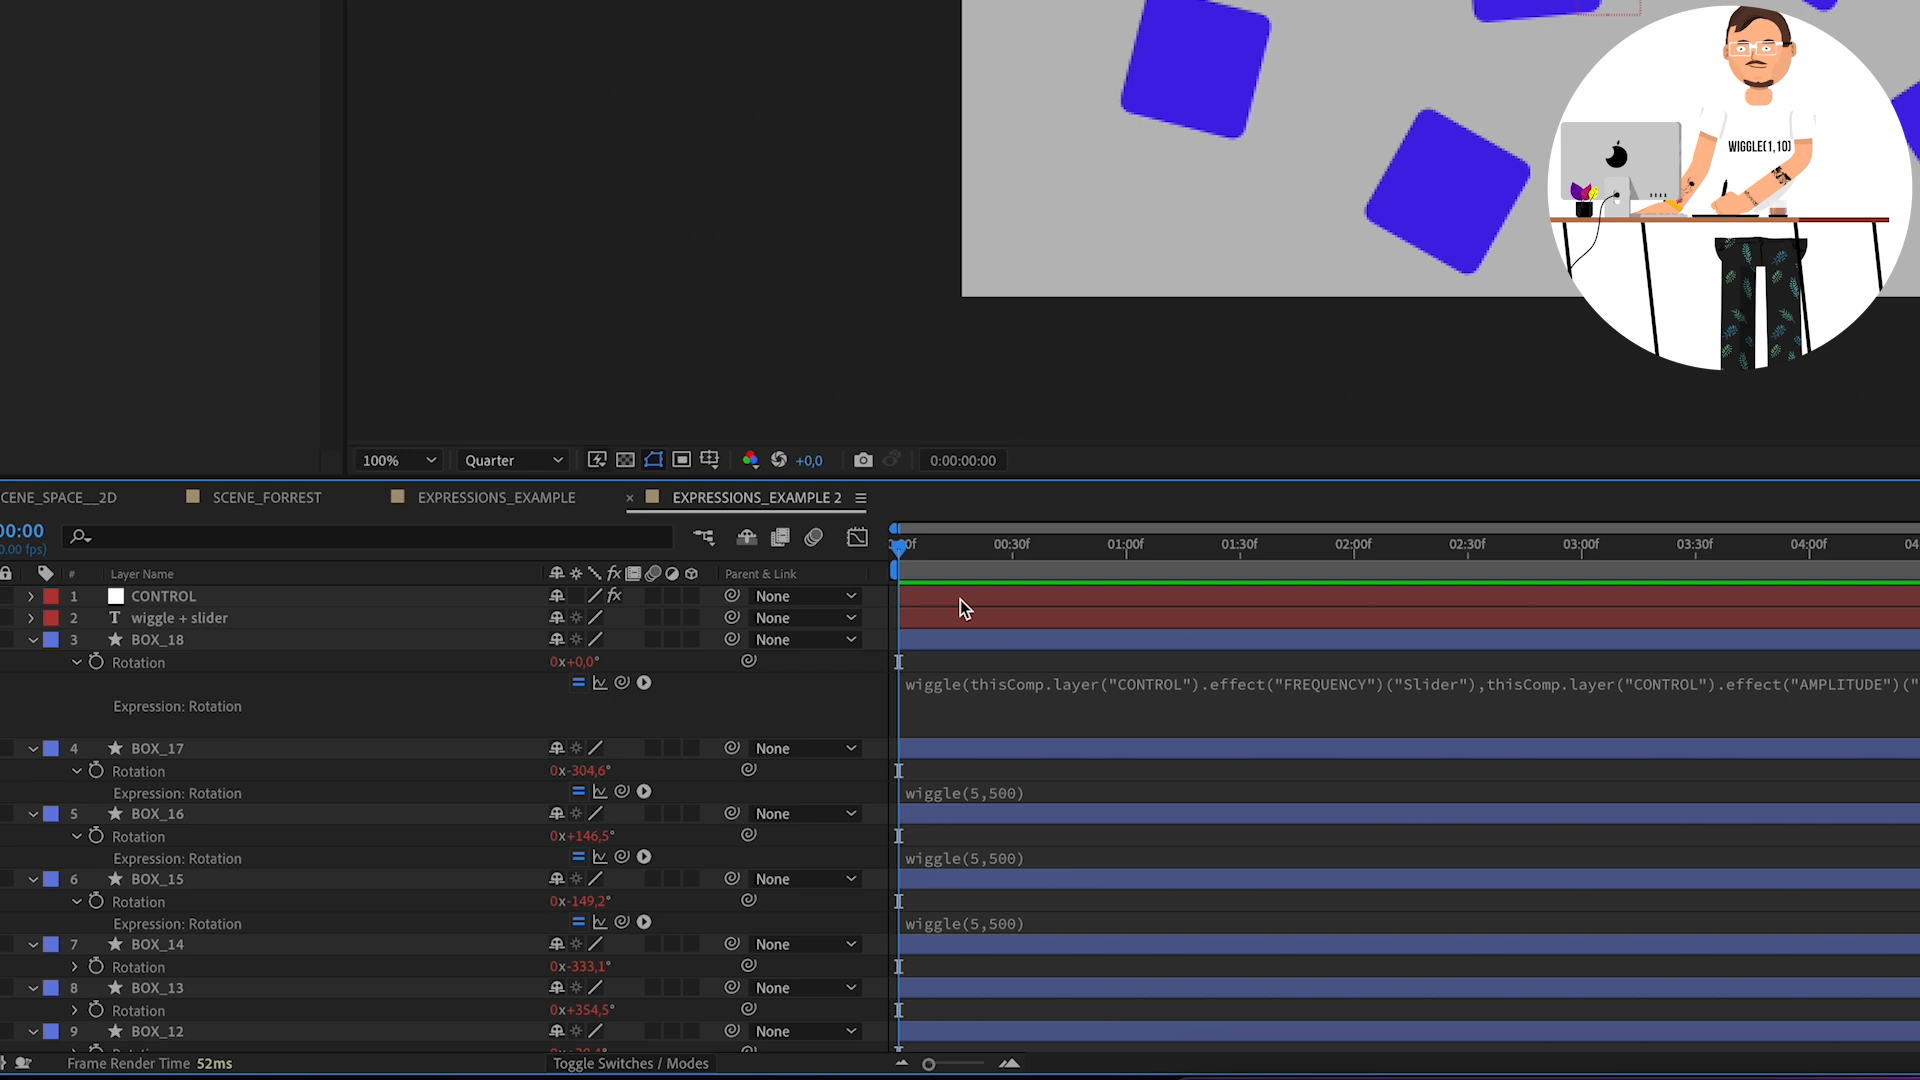 WIGGLE(1,10)
100% Quarter +0,0 0:00:00:00
CENE_SPACE__2D SCENE_FORREST EXPRESSIONS_EXAMPLE × EXPRESSIONS_EXAMPLE 2
00:00
0.00 fps)
00f 00:30f 01:00f 01:30f 02:00f 02:30f 03:00f 03:30f 04:00f 04
# Layer Name fx Parent & Link
1 CONTROL fx None
2 T wiggle + slider None
3 BOX_18 None
Rotation 0x+0,0°
wiggle(thisComp.layer("CONTROL").effect("FREQUENCY")("Slider"),thisComp.layer("CONTROL").effect("AMPLITUDE")("
Expression: Rotation
4 BOX_17 None
Rotation 0x-304,6°
Expression: Rotation wiggle(5,500)
5 BOX_16 None
Rotation 0x+146,5°
Expression: Rotation wiggle(5,500)
6 BOX_15 None
Rotation 0x-149,2°
Expression: Rotation wiggle(5,500)
7 BOX_14 None
Rotation 0x-333,1°
8 BOX_13 None
Rotation 0x+354,5°
9 BOX_12 None
Frame Render Time 52ms Toggle Switches / Modes